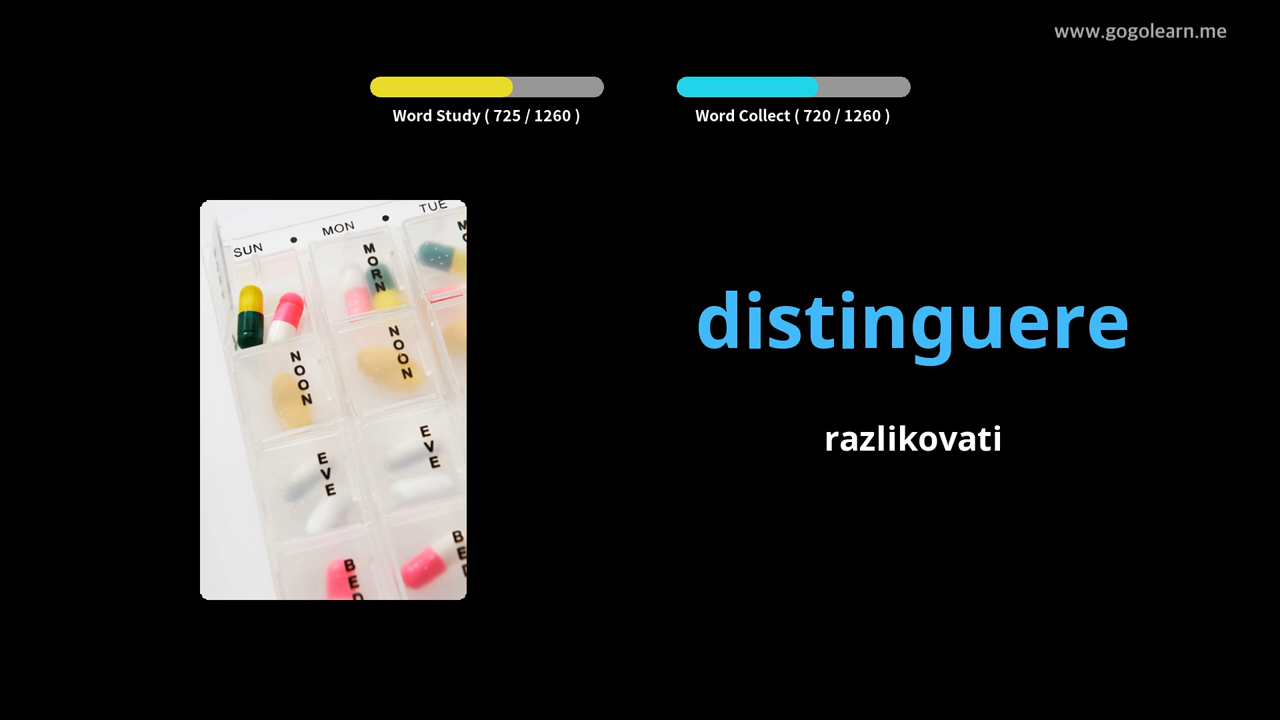 www.gogolearn.me
Word Study ( 725 / 1260 )
Word Collect ( 720 / 1260 )
SUN • MON • TUE
MORN
NOON
NOON
EVE
EVE
BED
distinguere
razlikovati